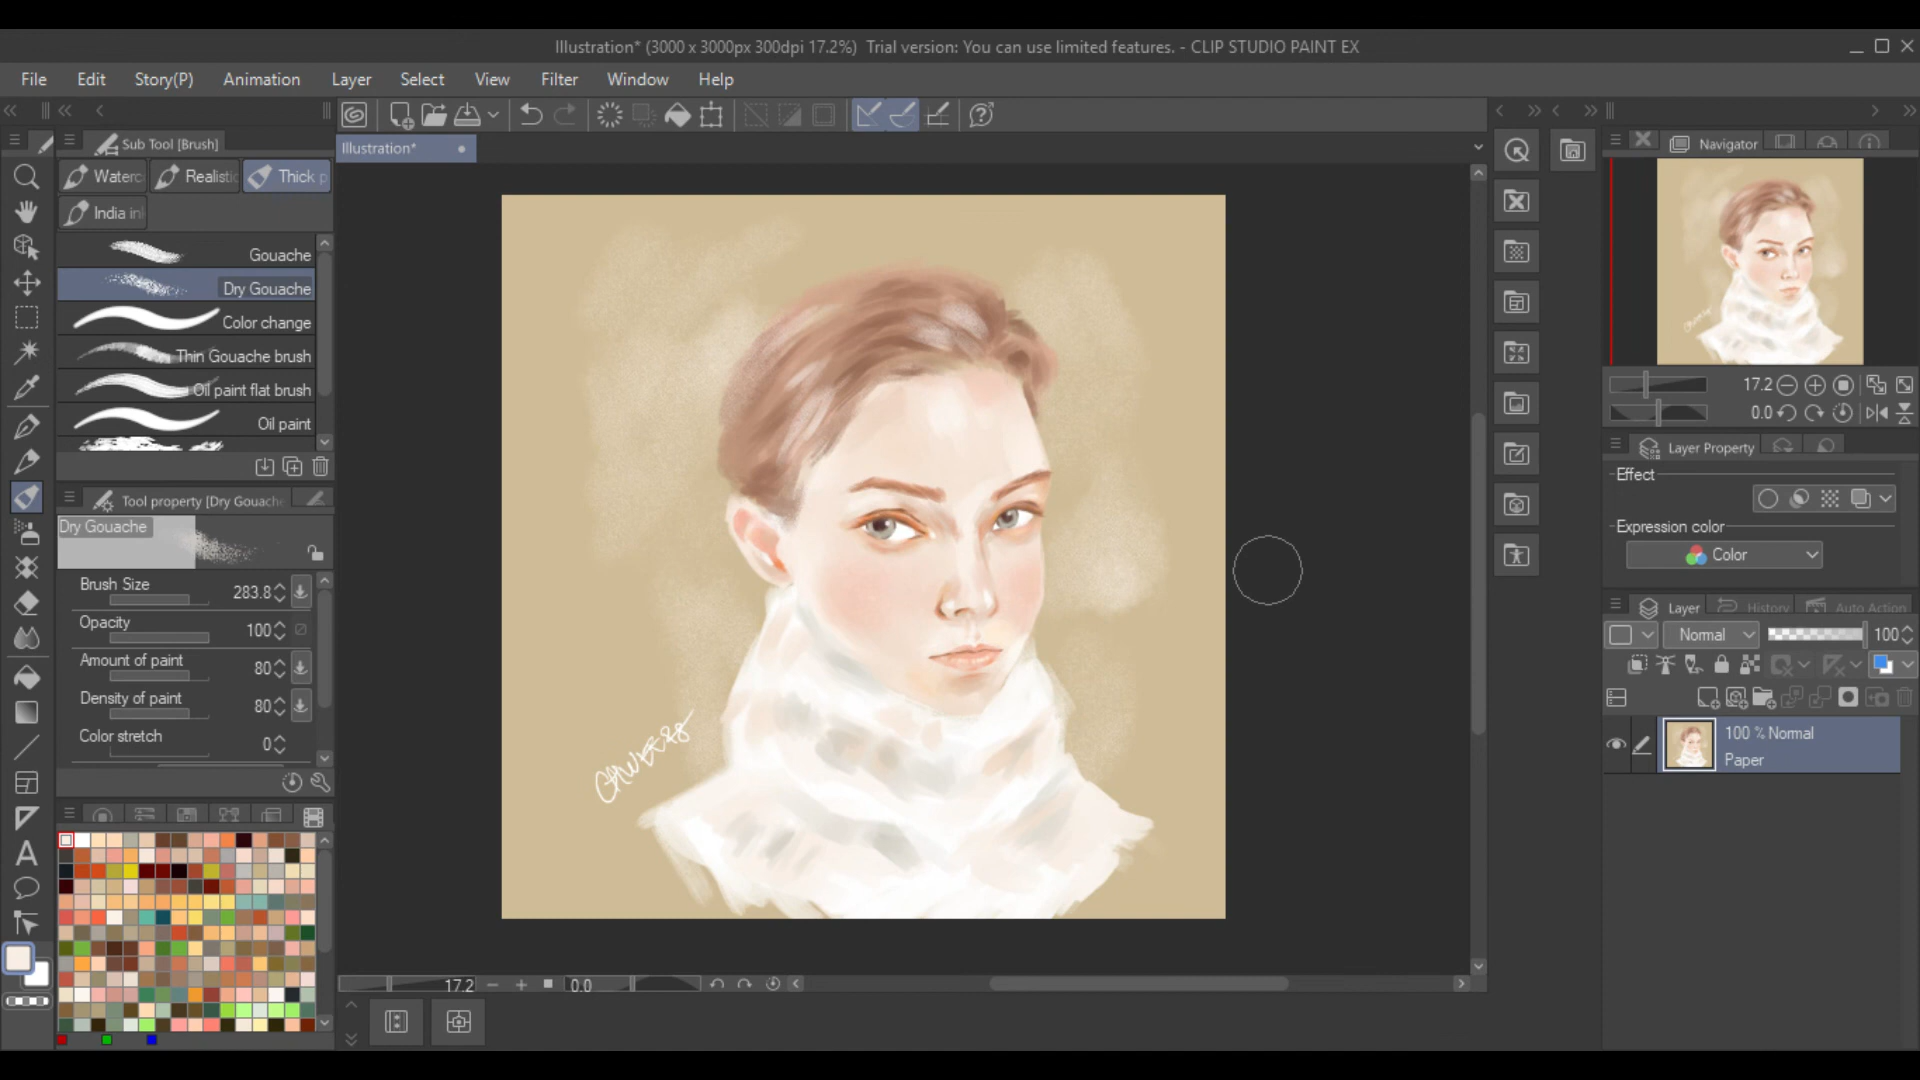 Illustration* (3000 x 3000px 300dpi 17.2%)  Trial version: You can use limited features. - CLIP STUDIO PAINT EX
File Edit Story(P) Animation Layer Select View Filter Window Help
Sub Tool [Brush]
Illustration*
Navigator
Waterc Realistic Thick p
India in
Gouache
Dry Gouache
Color change
Thin Gouache brush
Oil paint flat brush
Oil paint
Tool property [Dry Gouache
Dry Gouache
Brush Size 283.8
Opacity 100
Amount of paint 80
Density of paint 80
Color stretch 0
17.2 0.0
17.2
0.0
Layer Property
Effect
Expression color
Color
Layer History Auto Action
Normal 100
100 % Normal
Paper